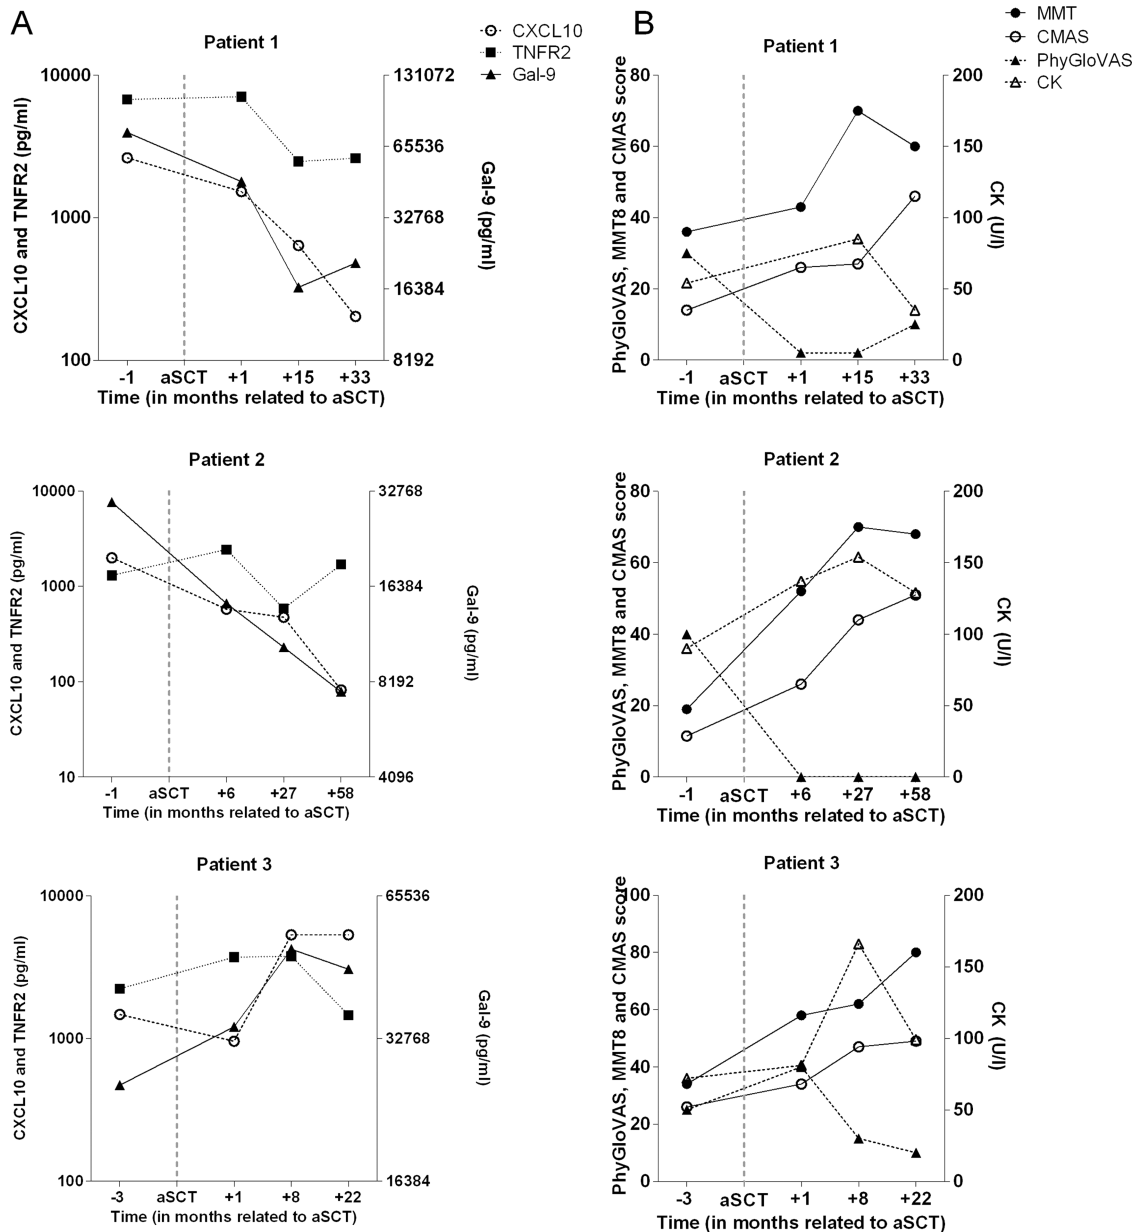 A
Patient 1
CXCL10
TNFR2
Gal-9
CXCL10 and TNFR2 (pg/ml)
10000
1000
100
131072
65536
32768
16384
8192
Gal-9 (pg/ml)
-1 aSCT +1 +15 +33
Time (in months related to aSCT)
Patient 2
CXCL10 and TNFR2 (pg/ml)
10000
1000
100
10
32768
16384
8192
4096
Gal-9 (pg/ml)
-1 aSCT +6 +27 +58
Time (in months related to aSCT)
Patient 3
CXCL10 and TNFR2 (pg/ml)
10000
1000
100
65536
32768
16384
Gal-9 (pg/ml)
-3 aSCT +1 +8 +22
Time (in months related to aSCT)
B
Patient 1
MMT
CMAS
PhyGloVAS
CK
PhyGloVAS, MMT8 and CMAS score
80
60
40
20
0
200
150
100
50
0
CK (U/l)
-1 aSCT +1 +15 +33
Time (in months related to aSCT)
Patient 2
PhyGloVAS, MMT8 and CMAS score
80
60
40
20
0
200
150
100
50
0
CK (U/l)
-1 aSCT +6 +27 +58
Time (in months related to aSCT)
Patient 3
PhyGloVAS, MMT8 and CMAS score
100
80
60
40
20
0
200
150
100
50
0
CK (U/l)
-3 aSCT +1 +8 +22
Time (in months related to aSCT)